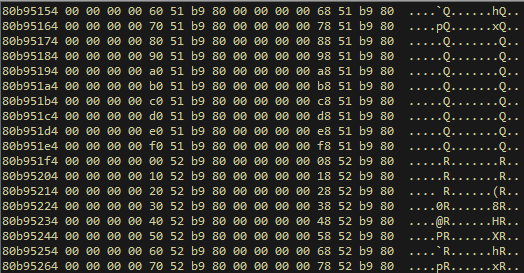 80b95154 00 00 00 00 60 51 b9 80 00 00 00 00 68 51 b9 80 ....`Q......hQ..
80b95164 00 00 00 00 70 51 b9 80 00 00 00 00 78 51 b9 80 ....pQ......xQ..
80b95174 00 00 00 00 80 51 b9 80 00 00 00 00 88 51 b9 80 .....Q.......Q..
80b95184 00 00 00 00 90 51 b9 80 00 00 00 00 98 51 b9 80 .....Q.......Q..
80b95194 00 00 00 00 a0 51 b9 80 00 00 00 00 a8 51 b9 80 .....Q.......Q..
80b951a4 00 00 00 00 b0 51 b9 80 00 00 00 00 b8 51 b9 80 .....Q.......Q..
80b951b4 00 00 00 00 c0 51 b9 80 00 00 00 00 c8 51 b9 80 .....Q.......Q..
80b951c4 00 00 00 00 d0 51 b9 80 00 00 00 00 d8 51 b9 80 .....Q.......Q..
80b951d4 00 00 00 00 e0 51 b9 80 00 00 00 00 e8 51 b9 80 .....Q.......Q..
80b951e4 00 00 00 00 f0 51 b9 80 00 00 00 00 f8 51 b9 80 .....Q.......Q..
80b951f4 00 00 00 00 00 52 b9 80 00 00 00 00 08 52 b9 80 .....R.......R..
80b95204 00 00 00 00 10 52 b9 80 00 00 00 00 18 52 b9 80 .....R.......R..
80b95214 00 00 00 00 20 52 b9 80 00 00 00 00 28 52 b9 80 .... R......(R..
80b95224 00 00 00 00 30 52 b9 80 00 00 00 00 38 52 b9 80 ....0R......8R..
80b95234 00 00 00 00 40 52 b9 80 00 00 00 00 48 52 b9 80 ....@R......HR..
80b95244 00 00 00 00 50 52 b9 80 00 00 00 00 58 52 b9 80 ....PR......XR..
80b95254 00 00 00 00 60 52 b9 80 00 00 00 00 68 52 b9 80 ....`R......hR..
80b95264 00 00 00 00 70 52 b9 80 00 00 00 00 78 52 b9 80 ....pR......xR..